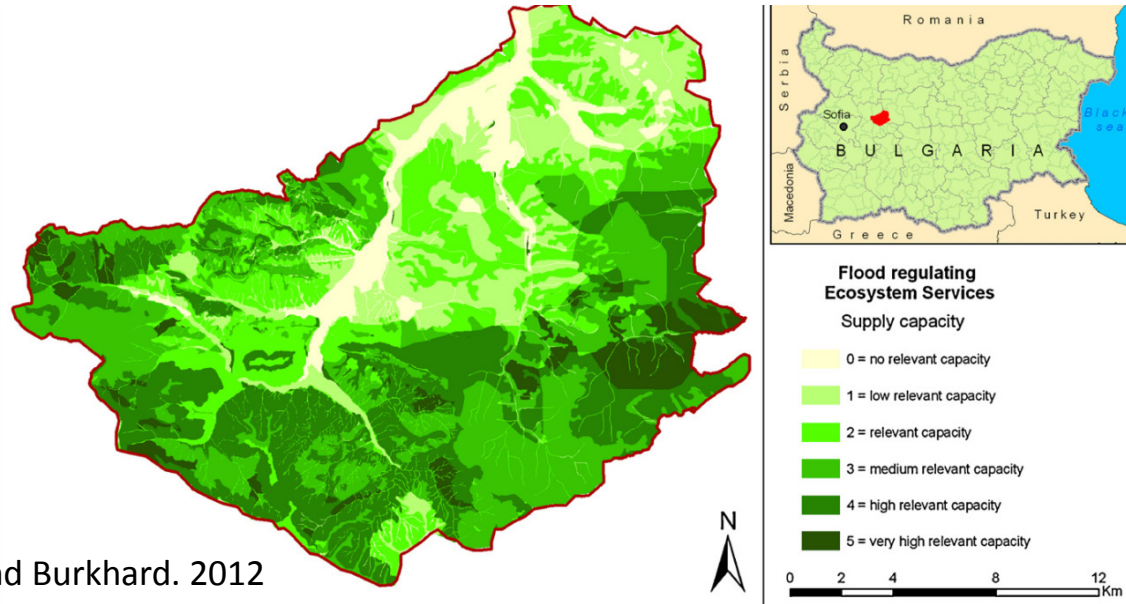 Romania
Serbia
Sofia
Black
sea
BULGARIA
Macedonia
Turkey
Greece
Flood regulating
Ecosystem Services
Supply capacity
0 = no relevant capacity
1 = low relevant capacity
2 = relevant capacity
3 = medium relevant capacity
4 = high relevant capacity
5 = very high relevant capacity
N
0 2 4 8 12
Km
nd Burkhard. 2012